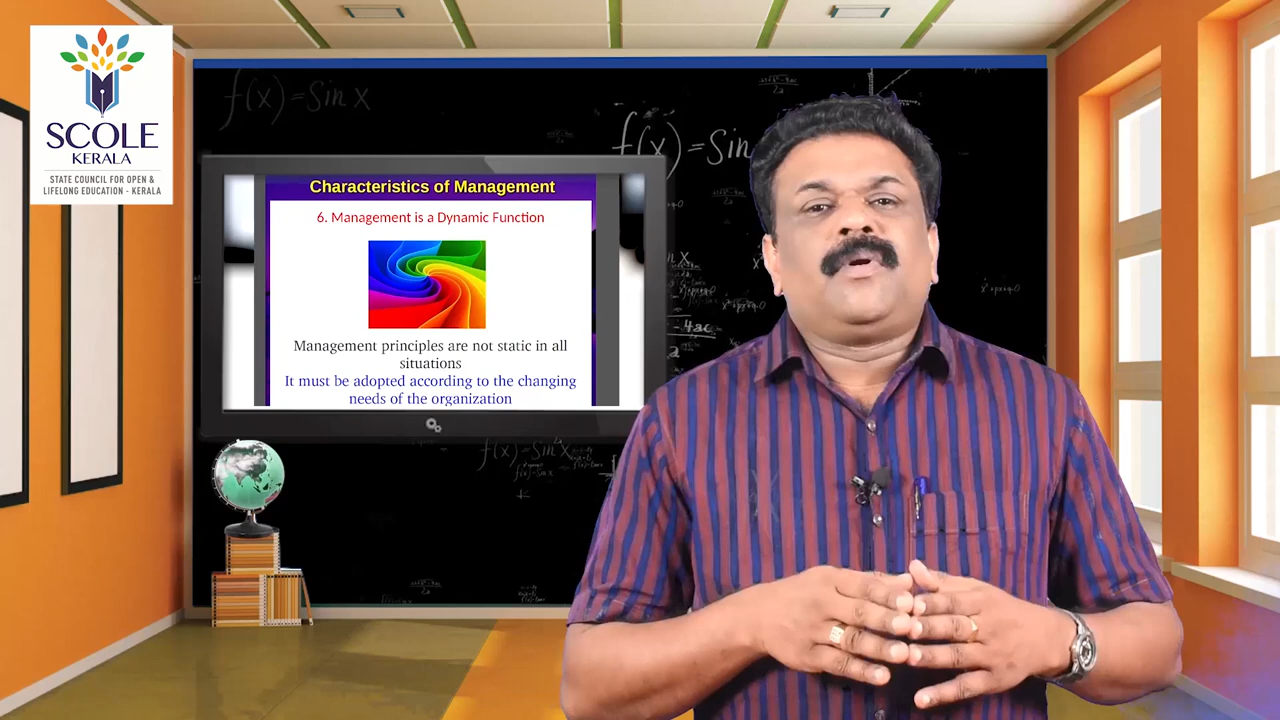 SCOLE
KERALA
STATE COUNCIL FOR OPEN &
LIFELONG EDUCATION - KERALA
f(x)=Sin x
f(x)=Sin
Characteristics of Management
6. Management is a Dynamic Function
Management principles are not static in all
situations
It must be adopted according to the changing
needs of the organization
f(x)=Sin x